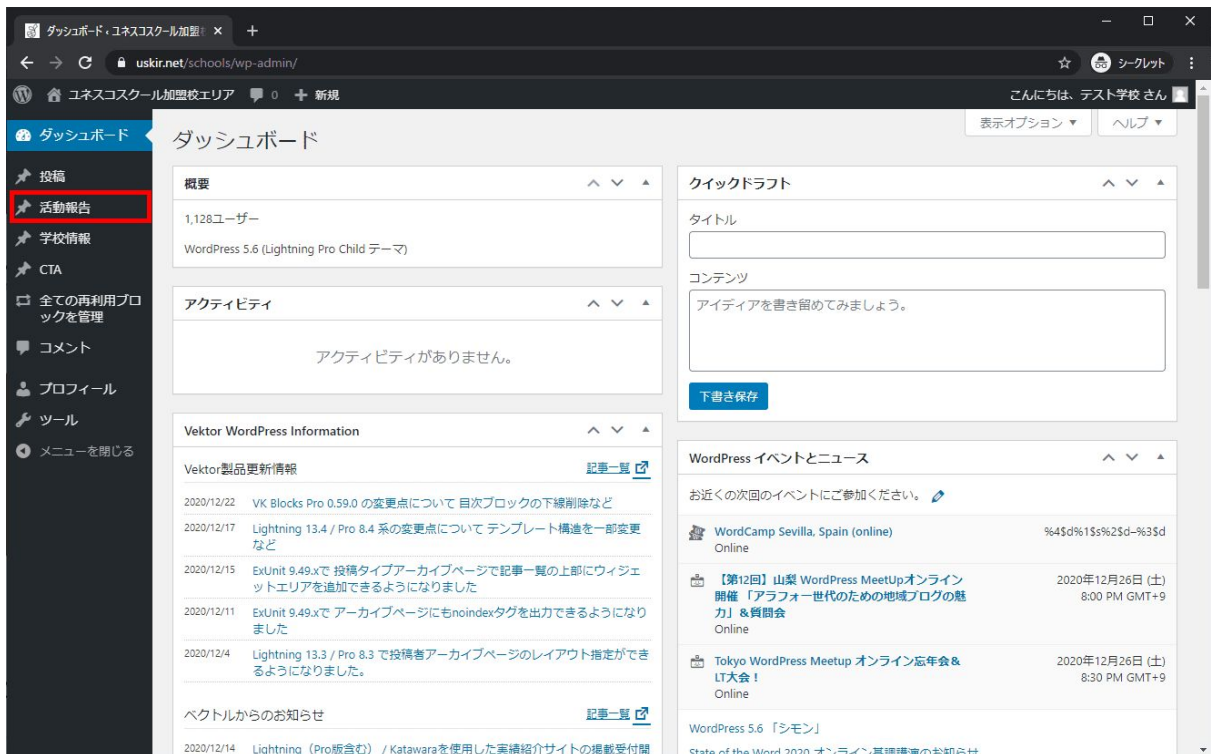 ダッシュボード ‹ ユネスコスクール加盟
uskir.net/schools/wp-admin/
シークレット
ユネスコスクール加盟校エリア 0 新規
こんにちは、テスト学校 さん
ダッシュボード
投稿
活動報告
学校情報
CTA
全ての再利用ブロ
ックを管理
コメント
プロフィール
ツール
メニューを閉じる
表示オプション ▼
ヘルプ ▼
ダッシュボード
概要
1,128ユーザー
WordPress 5.6 (Lightning Pro Child テーマ)
アクティビティ
アクティビティがありません。
Vektor WordPress Information
Vektor製品更新情報 記事一覧
2020/12/22 VK Blocks Pro 0.59.0 の変更点について 目次ブロックの下線削除など
2020/12/17 Lightning 13.4 / Pro 8.4 系の変更点について テンプレート構造を一部変更
など
2020/12/15 ExUnit 9.49.xで 投稿タイプアーカイブページで記事一覧の上部にウィジェ
ットエリアを追加できるようになりました
2020/12/11 ExUnit 9.49.xで アーカイブページにもnoindexタグを出力できるようになり
ました
2020/12/4 Lightning 13.3 / Pro 8.3 で投稿者アーカイブページのレイアウト指定ができ
るようになりました。
ベクトルからのお知らせ 記事一覧
2020/12/14 Lightning（Pro版含む） / Katawaraを使用した実績紹介サイトの掲載受付開
クイックドラフト
タイトル
コンテンツ
アイディアを書き留めてみましょう。
下書き保存
WordPress イベントとニュース
お近くの次回のイベントにご参加ください。
WordCamp Sevilla, Spain (online) %4$d%1$s%2$d–%3$d
Online
【第12回】山梨 WordPress MeetUpオンライン 2020年12月26日 (土)
開催 「アラフォー世代のための地域ブログの魅 8:00 PM GMT+9
力」&質問会
Online
Tokyo WordPress Meetup オンライン忘年会& 2020年12月26日 (土)
LT大会！ 8:30 PM GMT+9
Online
WordPress 5.6 「シモン」
State of the Word 2020 オンライン基調講演のお知らせ